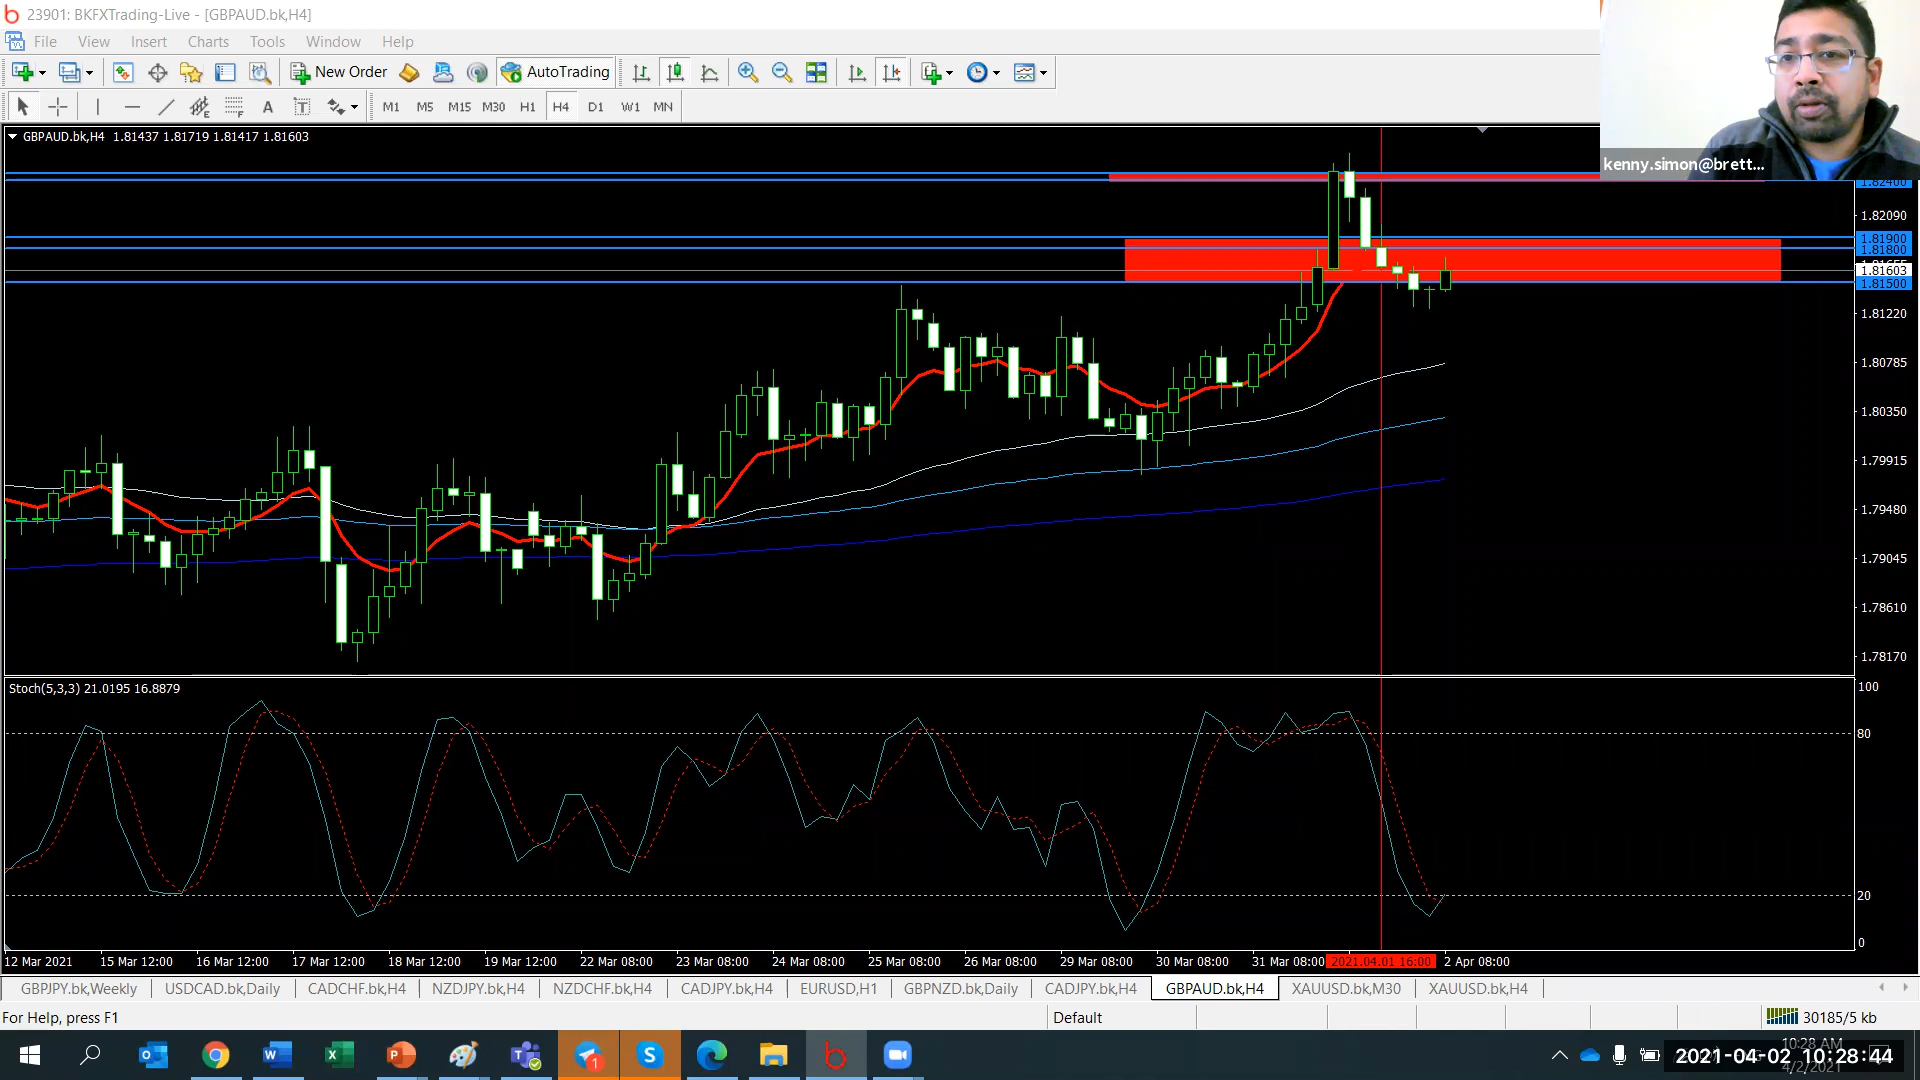 23901: BKFXTrading-Live - [GBPAUD.bk,H4]
File View Insert Charts Tools Window Help
New Order AutoTrading
A T M1 M5 M15 M30 H1 H4 D1 W1 MN
GBPAUD.bk,H4 1.81437 1.81719 1.81417 1.81603
kenny.simon@brett...
1.82400
1.82090
1.81900
1.81800
1.81603
1.81500
1.81220
1.80785
1.80350
1.79915
1.79480
1.79045
1.78610
1.78170
Stoch(5,3,3) 21.0195 16.8879
100
80
20
0
12 Mar 2021 15 Mar 12:00 16 Mar 12:00 17 Mar 12:00 18 Mar 12:00 19 Mar 12:00 22 Mar 08:00 23 Mar 08:00 24 Mar 08:00 25 Mar 08:00 26 Mar 08:00 29 Mar 08:00 30 Mar 08:00 31 Mar 08:00 2021.04.01 16:00 2 Apr 08:00
GBPJPY.bk,Weekly USDCAD.bk,Daily CADCHF.bk,H4 NZDJPY.bk,H4 NZDCHF.bk,H4 CADJPY.bk,H4 EURUSD,H1 GBPNZD.bk,Daily CADJPY.bk,H4 GBPAUD.bk,H4 XAUUSD.bk,M30 XAUUSD.bk,H4
For Help, press F1 Default 30185/5 kb
10:28 AM
2021-04-02 10:28:44
4/2/2021